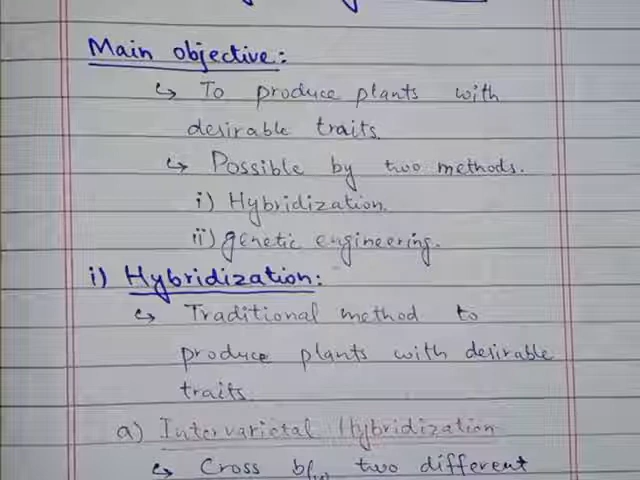 Main objective:
↳ To produce plants with
desirable traits.
↳ Possible by two methods.
i) Hybridization.
ii) genetic engineering.
i) Hybridization:
↳ Traditional method to
produce plants with desirable
traits.
a) Intervarietal Hybridization
↳ Cross b/w two different